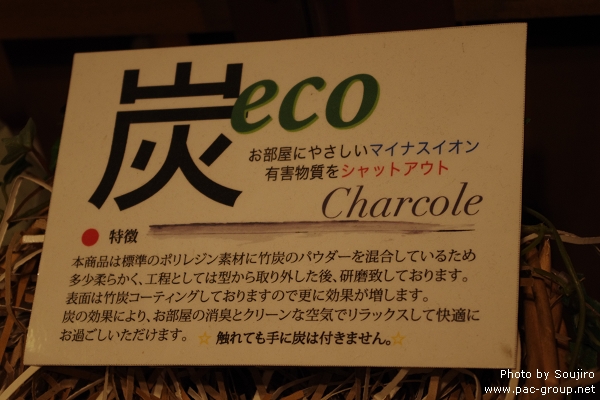 炭eco
お部屋にやさしいマイナスイオン
有害物質をシャットアウト
Charcole
● 特徴
本商品は標準のポリレジン素材に竹炭のパウダーを混合しているため
多少柔らかく、工程としては型から取り外した後、研磨致しております。
表面は竹炭コーティングしておりますので更に効果が増します。
炭の効果により、お部屋の消臭とクリーンな空気でリラックスして快適に
お過ごしいただけます。 ☆ 触れても手に炭は付きません。☆
Photo by Soujiro
www.pac-group.net